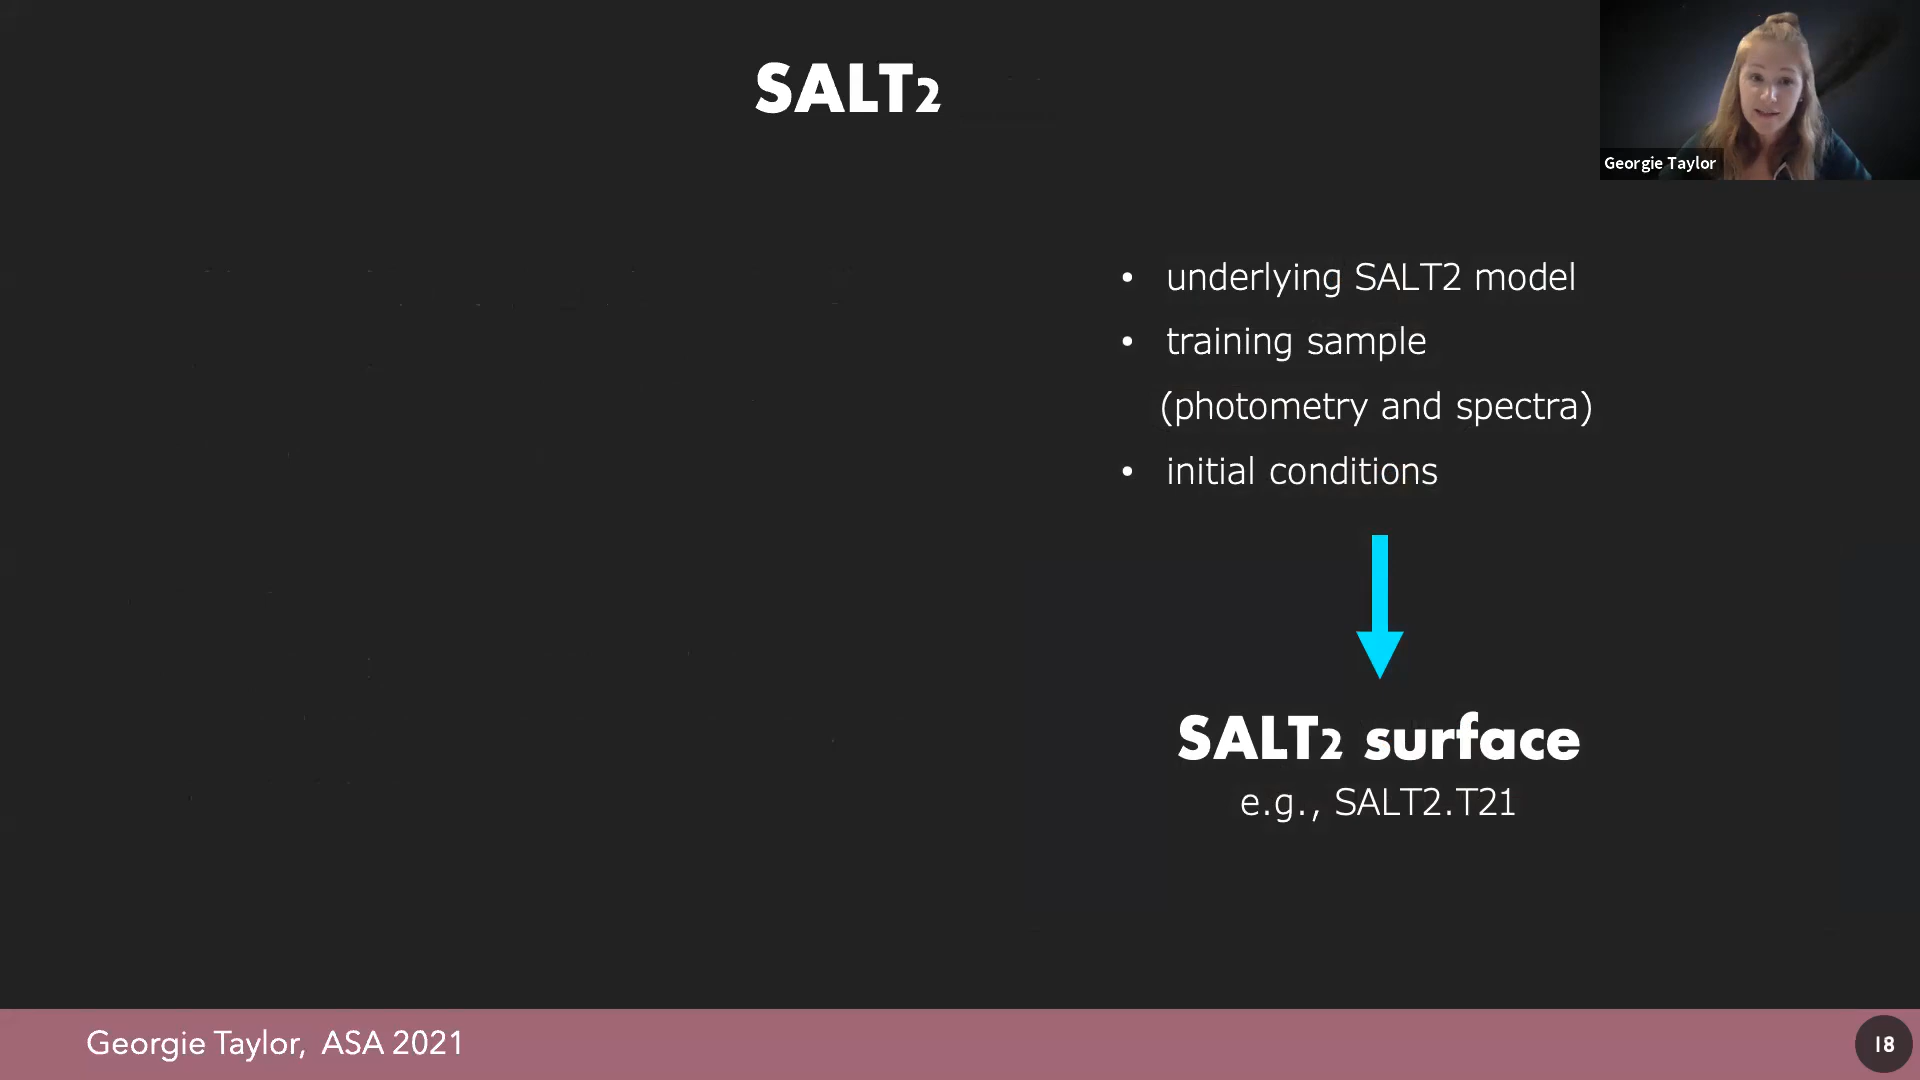 SALT2
Georgie Taylor
• underlying SALT2 model
• training sample
(photometry and spectra)
• initial conditions
SALT2 surface
e.g., SALT2.T21
Georgie Taylor, ASA 2021
18